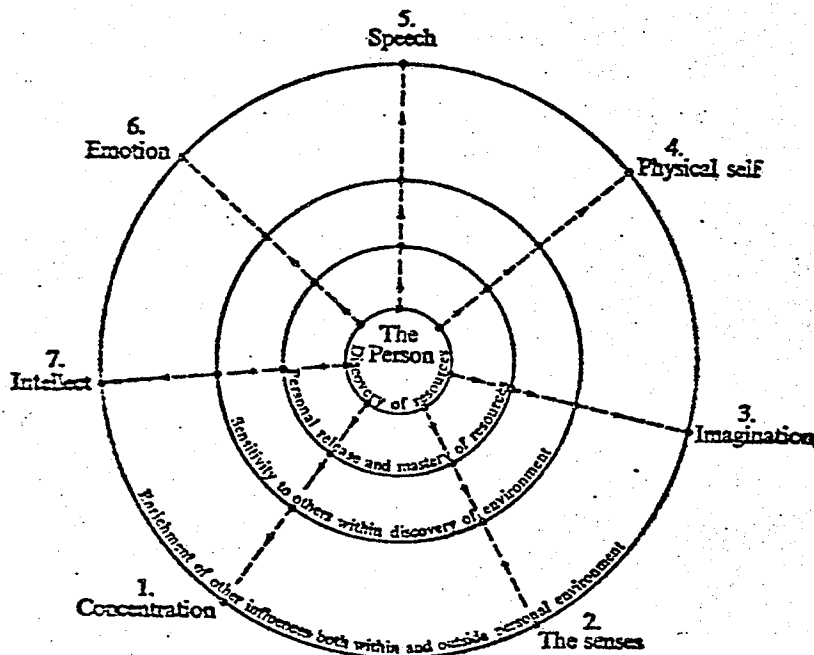 5.
Speech
6.
Emotion
4.
Physical self
The
Person
Discovery of resources
7.
Intellect
Personal release and mastery of resources
3.
Imagination
Sensitivity to others within discovery of environment
Enrichment of other influences both within and outside personal environment
1.
Concentration
2.
The senses